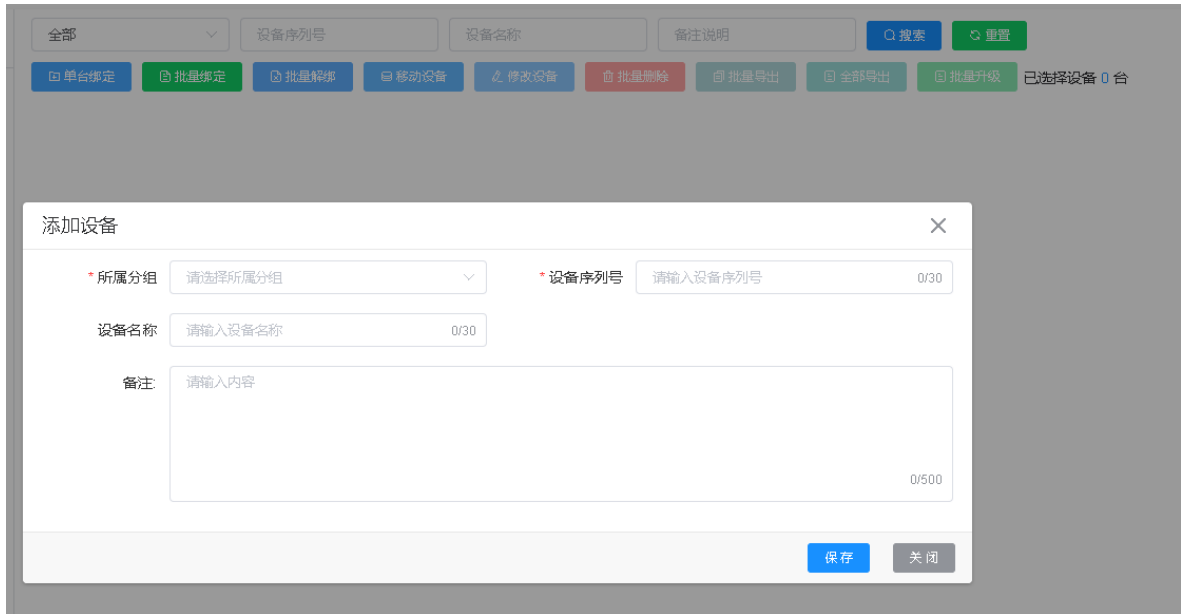 全部 设备序列号 设备名称 备注说明 搜索 重置
单台绑定 批量绑定 批量解绑 移动设备 修改设备 批量删除 批量导出 全部导出 批量升级 已选择设备 0 台
添加设备
* 所属分组 请选择所属分组 * 设备序列号 请输入设备序列号 0/30
设备名称 请输入设备名称 0/30
备注: 请输入内容
0/500
保存 关闭